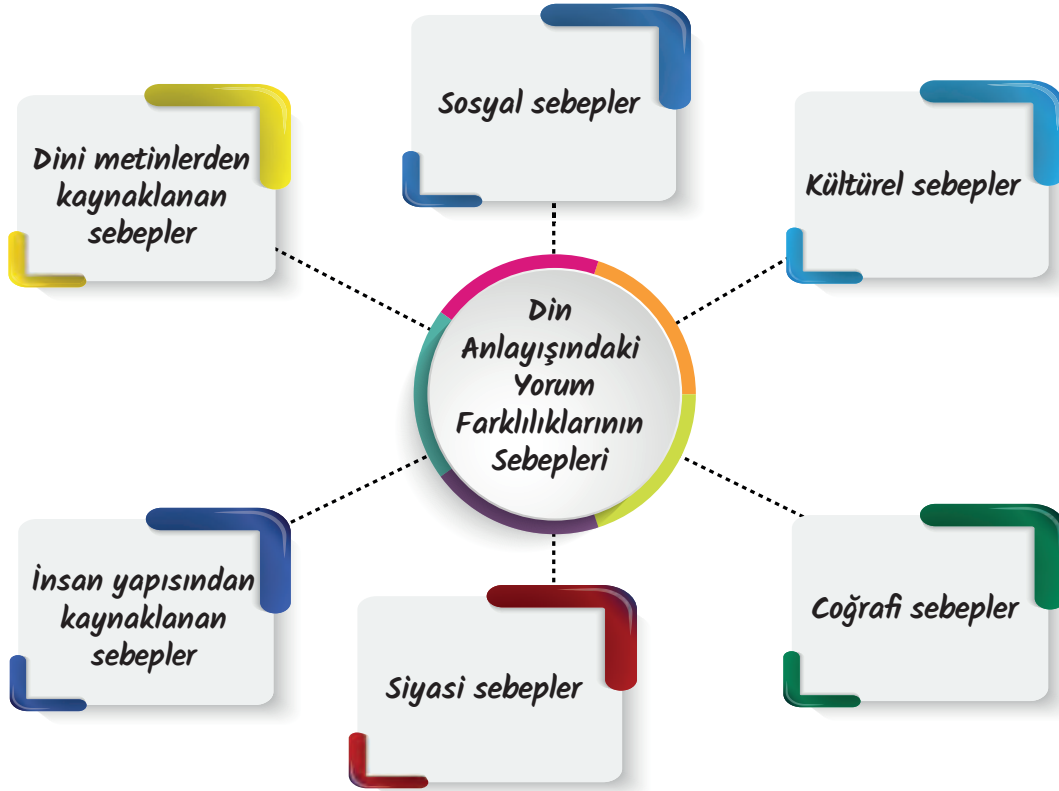 Sosyal sebepler
Dini metinlerden
kaynaklanan
sebepler
Kültürel sebepler
Din
Anlayışındaki
Yorum
Farklılıklarının
Sebepleri
İnsan yapısından
kaynaklanan
sebepler
Siyasi sebepler
Coğrafi sebepler